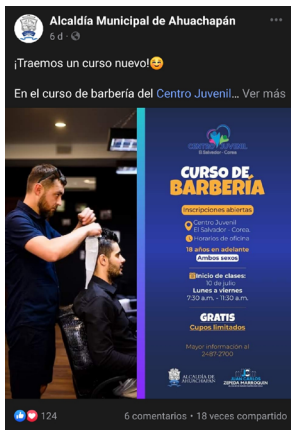 Alcaldía Municipal de Ahuachapán
6 d ·
¡Traemos un curso nuevo!😊
En el curso de barbería del Centro Juvenil... Ver más
CENTRO JUVENIL
El Salvador - Corea
CURSO DE
BARBERÍA
Inscripciones abiertas
Centro Juvenil
El Salvador - Corea.
Horarios de oficina
18 años en adelante
Ambos sexos
Inicio de clases:
10 de julio
Lunes a viernes
7:30 a.m. - 11:30 a.m.
GRATIS
Cupos limitados
Mayor información al
2487-2700
ALCALDÍA DE
AHUACHAPÁN
JUAN CARLOS
ZEPEDA MARROQUÍN
124
6 comentarios • 18 veces compartido